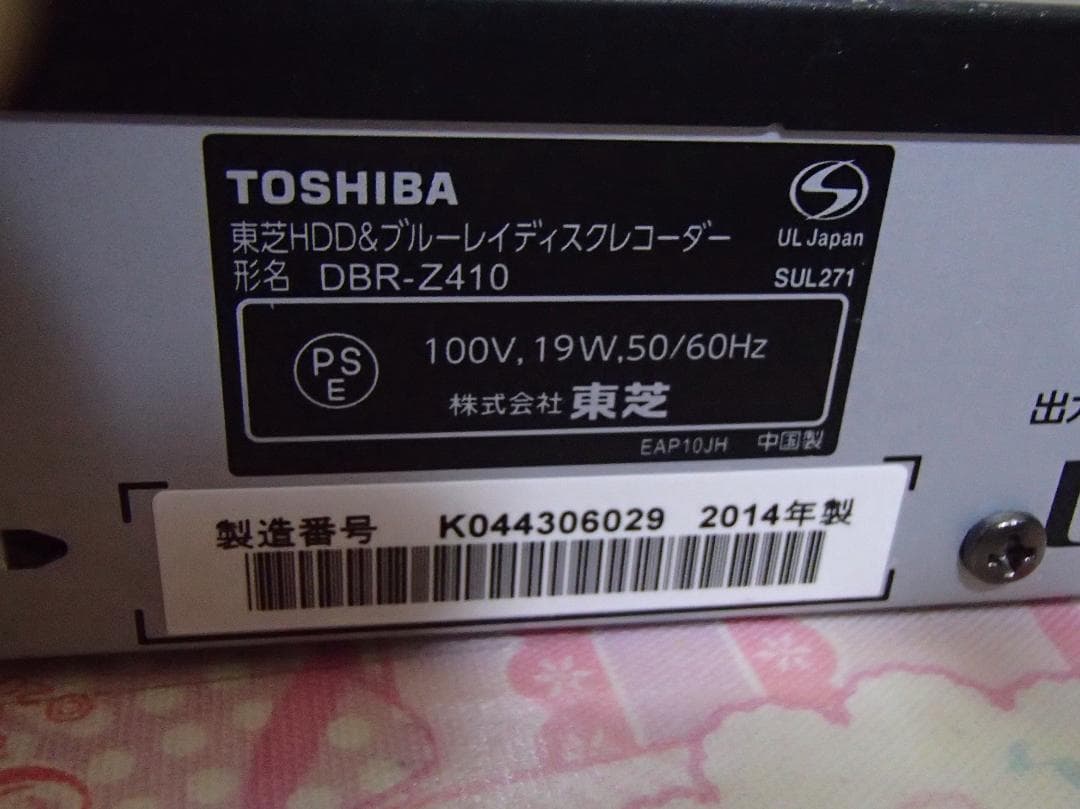 TOSHIBA
東芝HDD&ブルーレイディスクレコーダー
形名 DBR-Z410
UL Japan
SUL271
PS
E
100V,19W,50/60Hz
株式会社 東芝
EAP10JH 中国製
製造番号 K044306029 2014年製
出